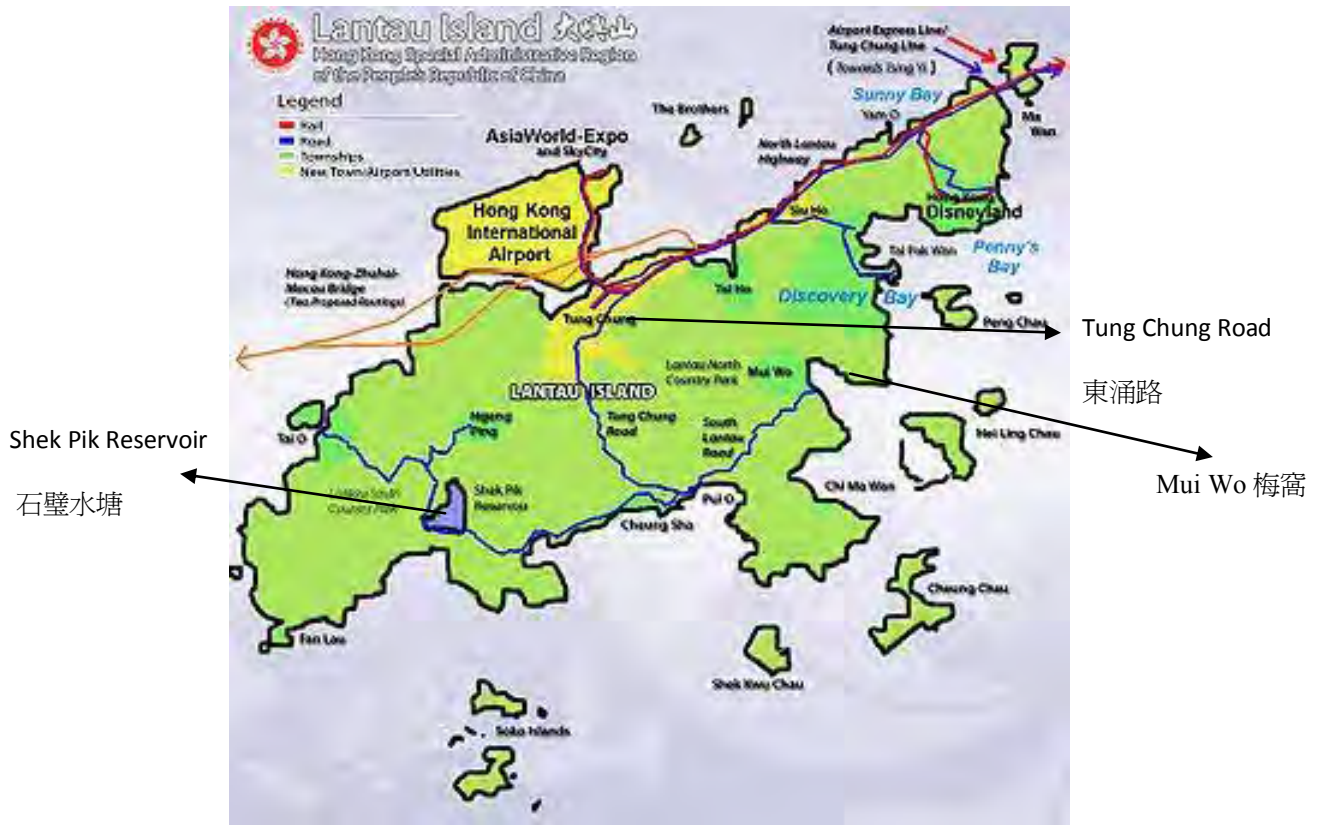 Lantau Island 大嶼山
Hong Kong Special Administrative Region
of the People's Republic of China
Legend
Rail
Road
Townships
New Town/Airport Utilities
Airport Express Line/
Tung Chung Line
( Towards Tsing Yi )
The Brothers
Sunny Bay
Yam O
Ma
Wan
AsiaWorld-Expo
and SkyCity
North Lantau
Highway
Hong Kong
International
Airport
Siu Ho
Hong Kong
Disneyland
Tai Pak Wan
Penny's
Bay
Hong Kong-Zhuhai-
Macau Bridge
(Two Proposed Routings)
Tai Ho
Discovery Bay
Peng Chau
Tung Chung
Tung Chung Road
東涌路
Lantau North
Country Park
Mui Wo
LANTAU ISLAND
Ngong
Ping
Tung Chung
Road
South
Lantau
Road
Hei Ling Chau
Tai O
Shek Pik Reservoir
石璧水塘
Mui Wo 梅窩
Chi Ma Wan
Lantau South
Country Park
Shek Pik
Reservoir
Pui O
Cheung Sha
Cheung Chau
Fan Lau
Shek Kwu Chau
Soko Islands